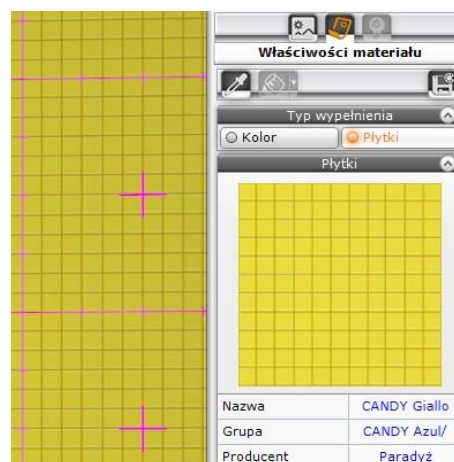 Właściwości materiału
Typ wypełnienia
Kolor Płytki
Płytki
Nazwa CANDY Giallo
Grupa CANDY Azul/
Producent Paradyż